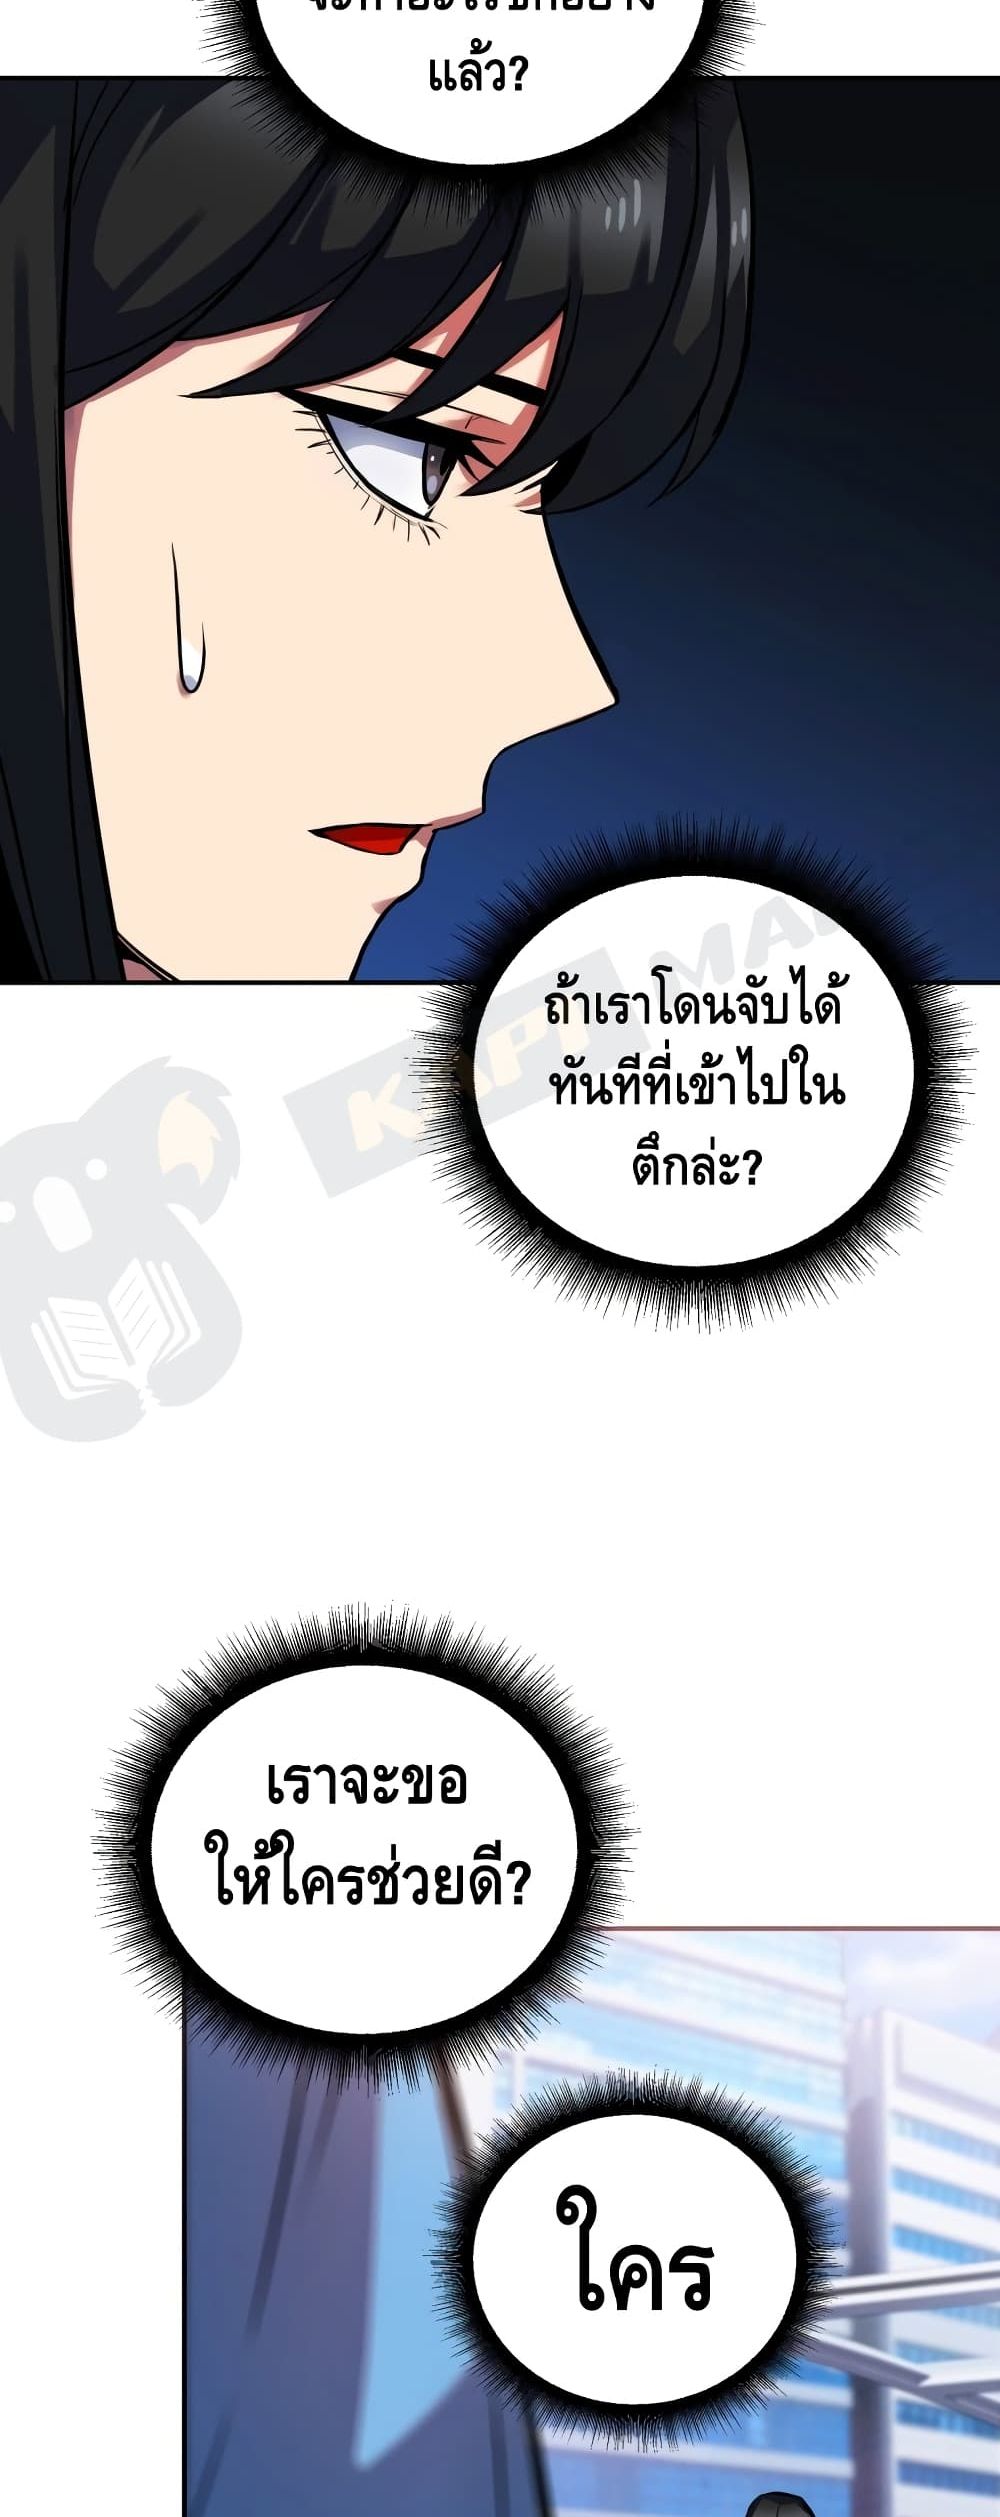 แล้ว?
ถ้าเราโดนจับได้
ทันทีที่เข้าไปใน
ตึกล่ะ?
KAPI MAN
เราจะขอ
ให้ใครช่วยดี?
ใคร